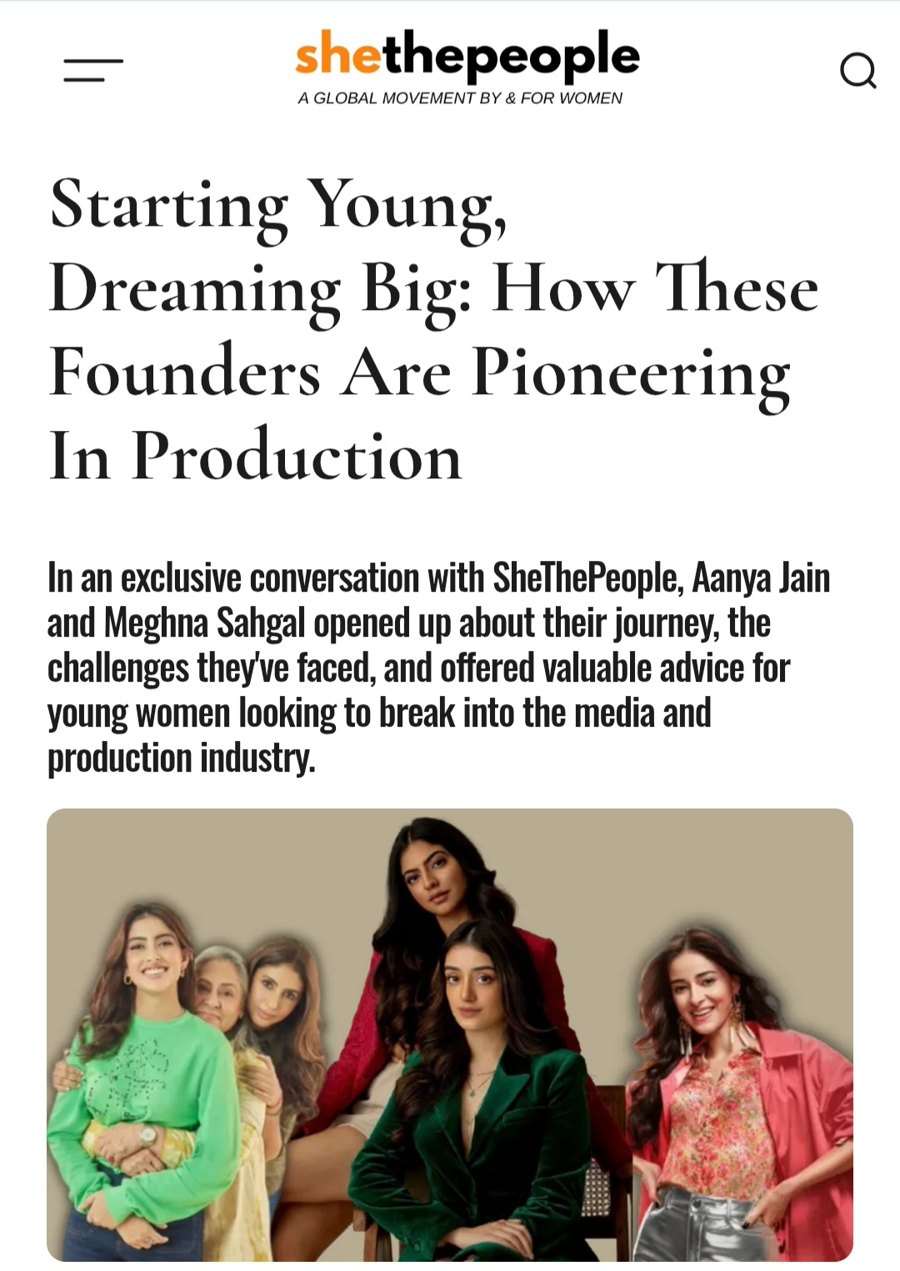 shethepeople
A GLOBAL MOVEMENT BY & FOR WOMEN
Starting Young,
Dreaming Big: How These
Founders Are Pioneering
In Production
In an exclusive conversation with SheThePeople, Aanya Jain
and Meghna Sahgal opened up about their journey, the
challenges they've faced, and offered valuable advice for
young women looking to break into the media and
production industry.